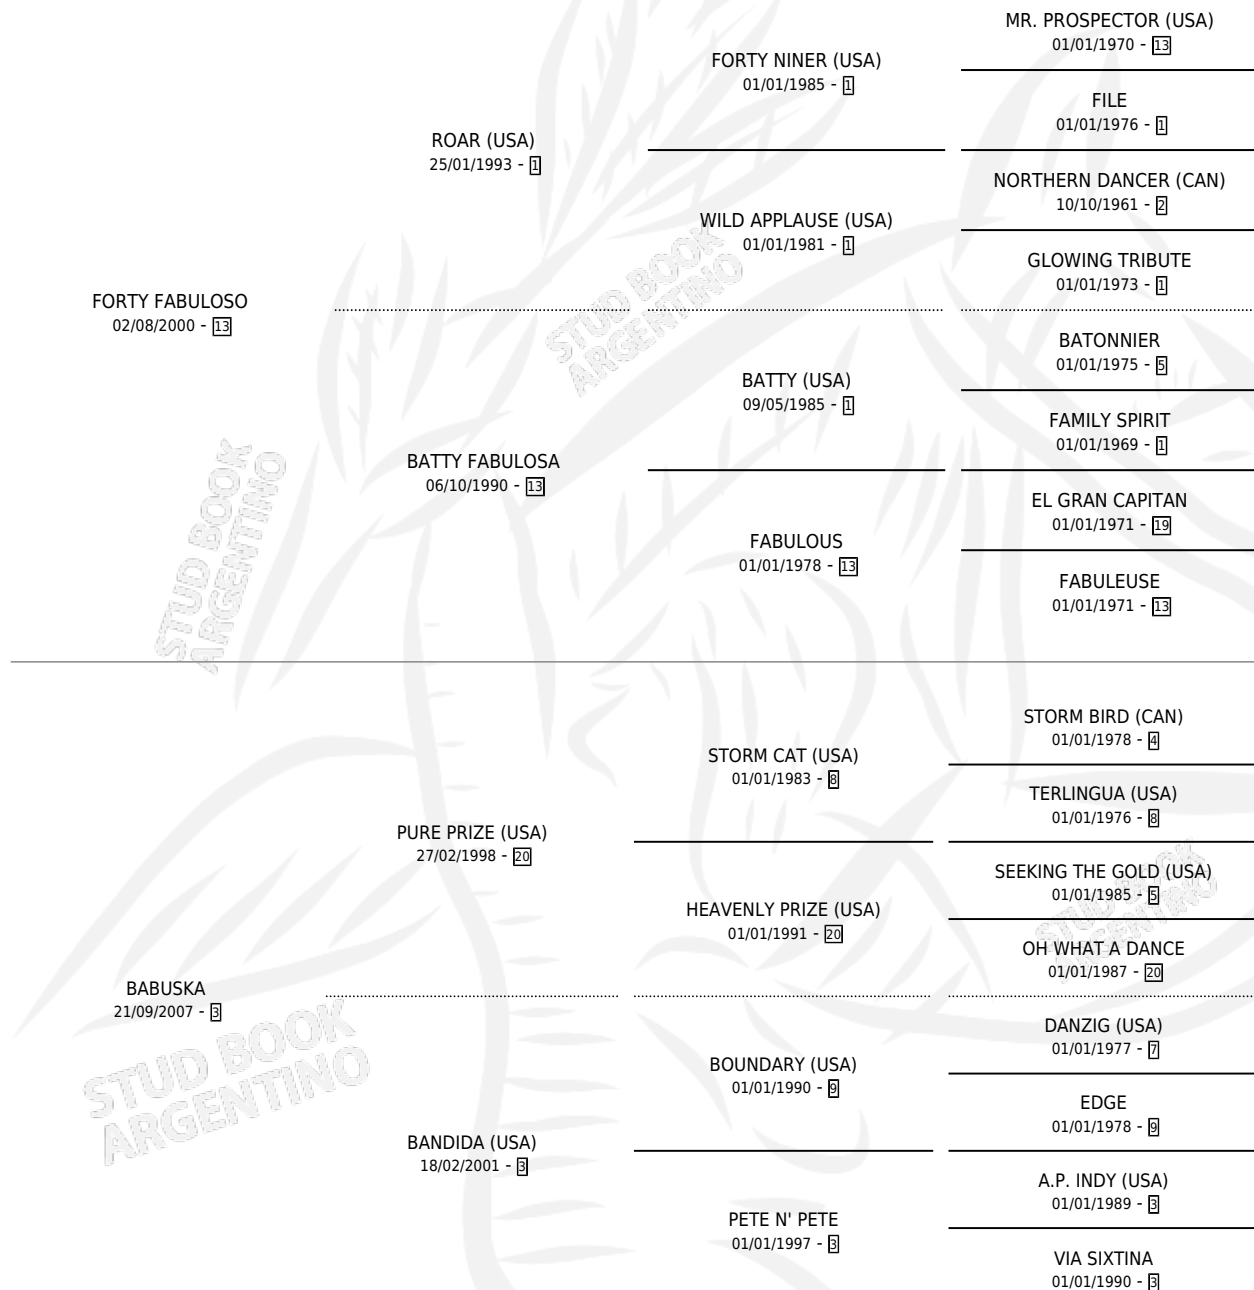 MR. PROSPECTOR (USA)
01/01/1970 - 13
FORTY NINER (USA)
01/01/1985 - 1
FILE
01/01/1976 - 1
ROAR (USA)
25/01/1993 - 1
NORTHERN DANCER (CAN)
10/10/1961 - 2
WILD APPLAUSE (USA)
01/01/1981 - 1
GLOWING TRIBUTE
01/01/1973 - 1
FORTY FABULOSO
02/08/2000 - 13
BATONNIER
01/01/1975 - 5
BATTY (USA)
09/05/1985 - 1
FAMILY SPIRIT
01/01/1969 - 1
BATTY FABULOSA
06/10/1990 - 13
EL GRAN CAPITAN
01/01/1971 - 19
FABULOUS
01/01/1978 - 13
FABULEUSE
01/01/1971 - 13
STORM BIRD (CAN)
01/01/1978 - 4
STORM CAT (USA)
01/01/1983 - 8
TERLINGUA (USA)
01/01/1976 - 8
PURE PRIZE (USA)
27/02/1998 - 20
SEEKING THE GOLD (USA)
01/01/1985 - 5
HEAVENLY PRIZE (USA)
01/01/1991 - 20
OH WHAT A DANCE
01/01/1987 - 20
BABUSKA
21/09/2007 - 3
DANZIG (USA)
01/01/1977 - 7
BOUNDARY (USA)
01/01/1990 - 9
EDGE
01/01/1978 - 9
BANDIDA (USA)
18/02/2001 - 3
A.P. INDY (USA)
01/01/1989 - 3
PETE N' PETE
01/01/1997 - 3
VIA SIXTINA
01/01/1990 - 3
STUD BOOK
ARGENTINO
STUD BOOK
ARGENTINO
STUD BOOK
ARGENTINO
STUD BOOK
ARGENTINO